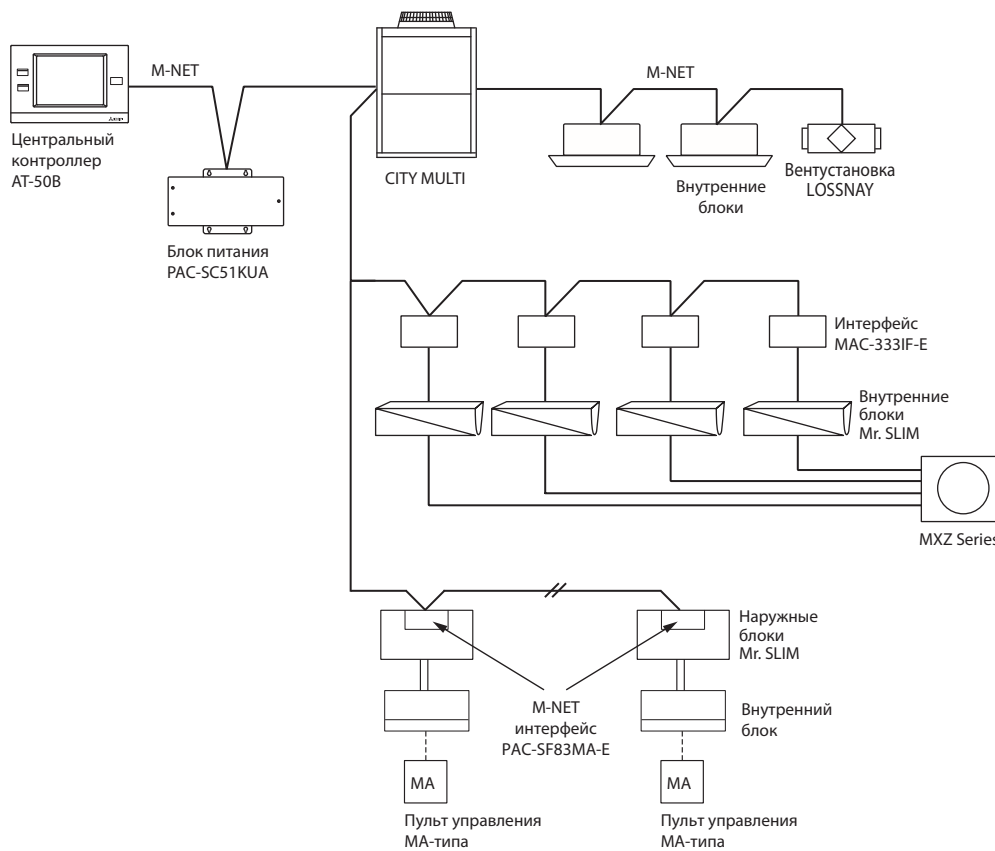 M-NET
M-NET
Центральный
контроллер
AT-50B
CITY MULTI
Внутренние
блоки
Вентустановка
LOSSNAY
Блок питания
PAC-SC51KUA
Интерфейс
MAC-333IF-E
Внутренние
блоки
Mr. SLIM
MXZ Series
Наружные
блоки
Mr. SLIM
M-NET
интерфейс
PAC-SF83MA-E
Внутренний
блок
MA
MA
Пульт управления
МА-типа
Пульт управления
МА-типа